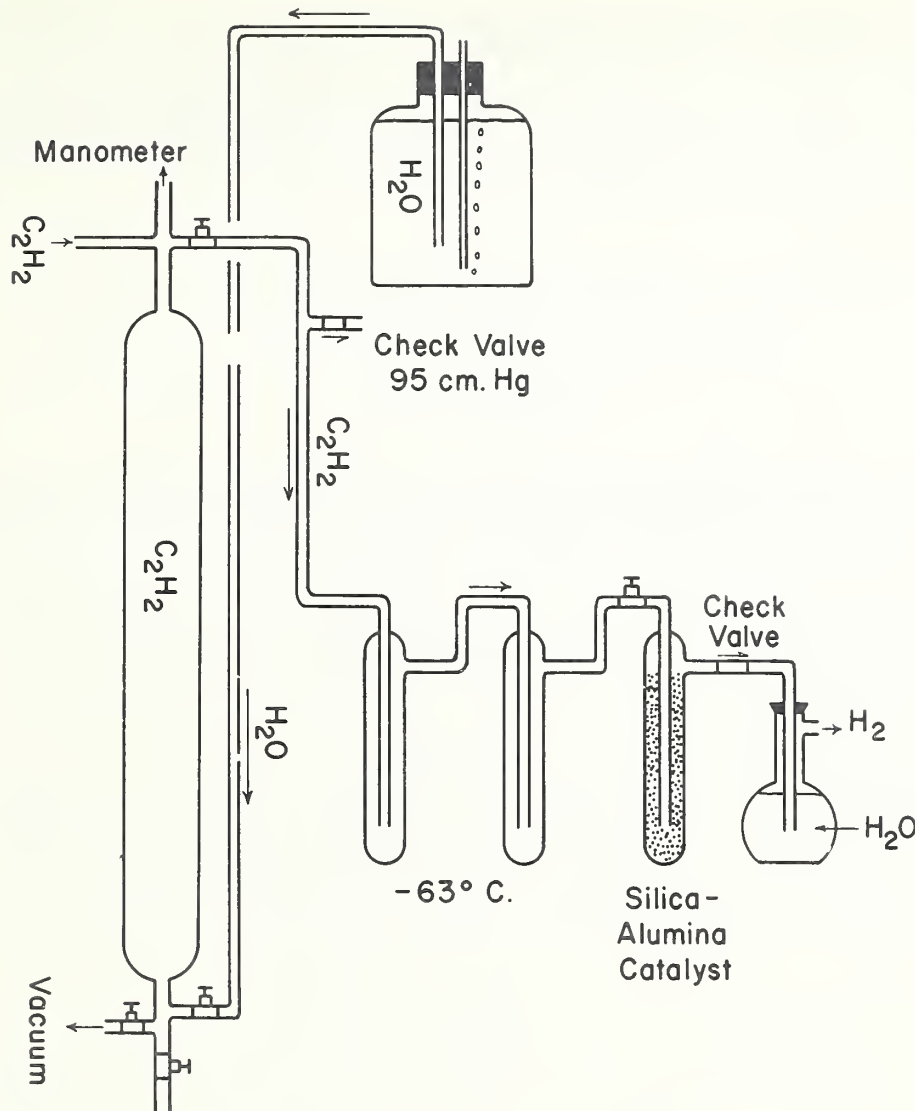 H₂O
Manometer
C₂H₂
Check Valve
95 cm. Hg
C₂H₂
C₂H₂
H₂O
Check
Valve
H₂
H₂O
-63° C.
Silica-
Alumina
Catalyst
Vacuum